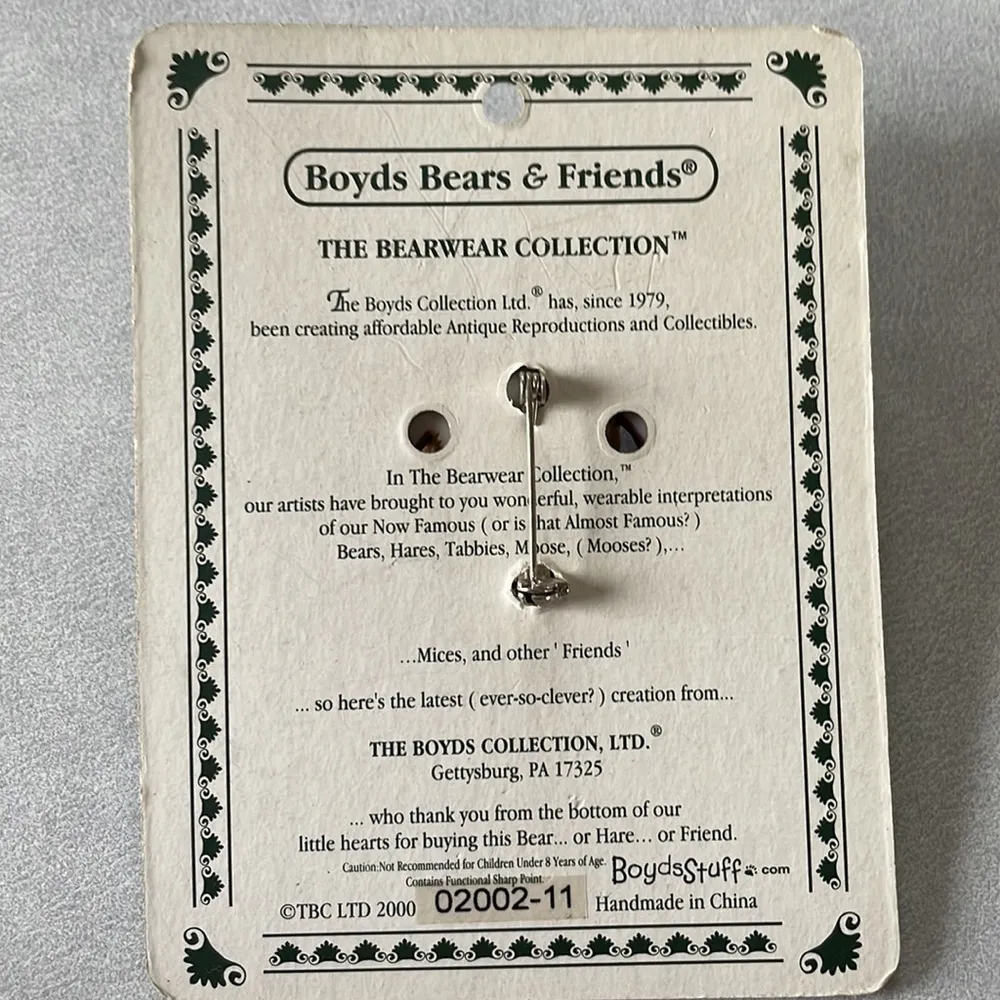 Boyds Bears & Friends®
THE BEARWEAR COLLECTION™
The Boyds Collection Ltd.® has, since 1979,
been creating affordable Antique Reproductions and Collectibles.
In The Bearwear Collection,™
our artists have brought to you wonderful, wearable interpretations
of our Now Famous ( or is that Almost Famous? )
Bears, Hares, Tabbies, Moose, ( Mooses? ),...
...Mices, and other ' Friends '
... so here's the latest ( ever-so-clever? ) creation from...
THE BOYDS COLLECTION, LTD.®
Gettysburg, PA 17325
... who thank you from the bottom of our
little hearts for buying this Bear... or Hare... or Friend.
Caution:Not Recommended for Children Under 8 Years of Age.
Contains Functional Sharp Point.
BoydsStuff.com
©TBC LTD 2000 02002-11 Handmade in China